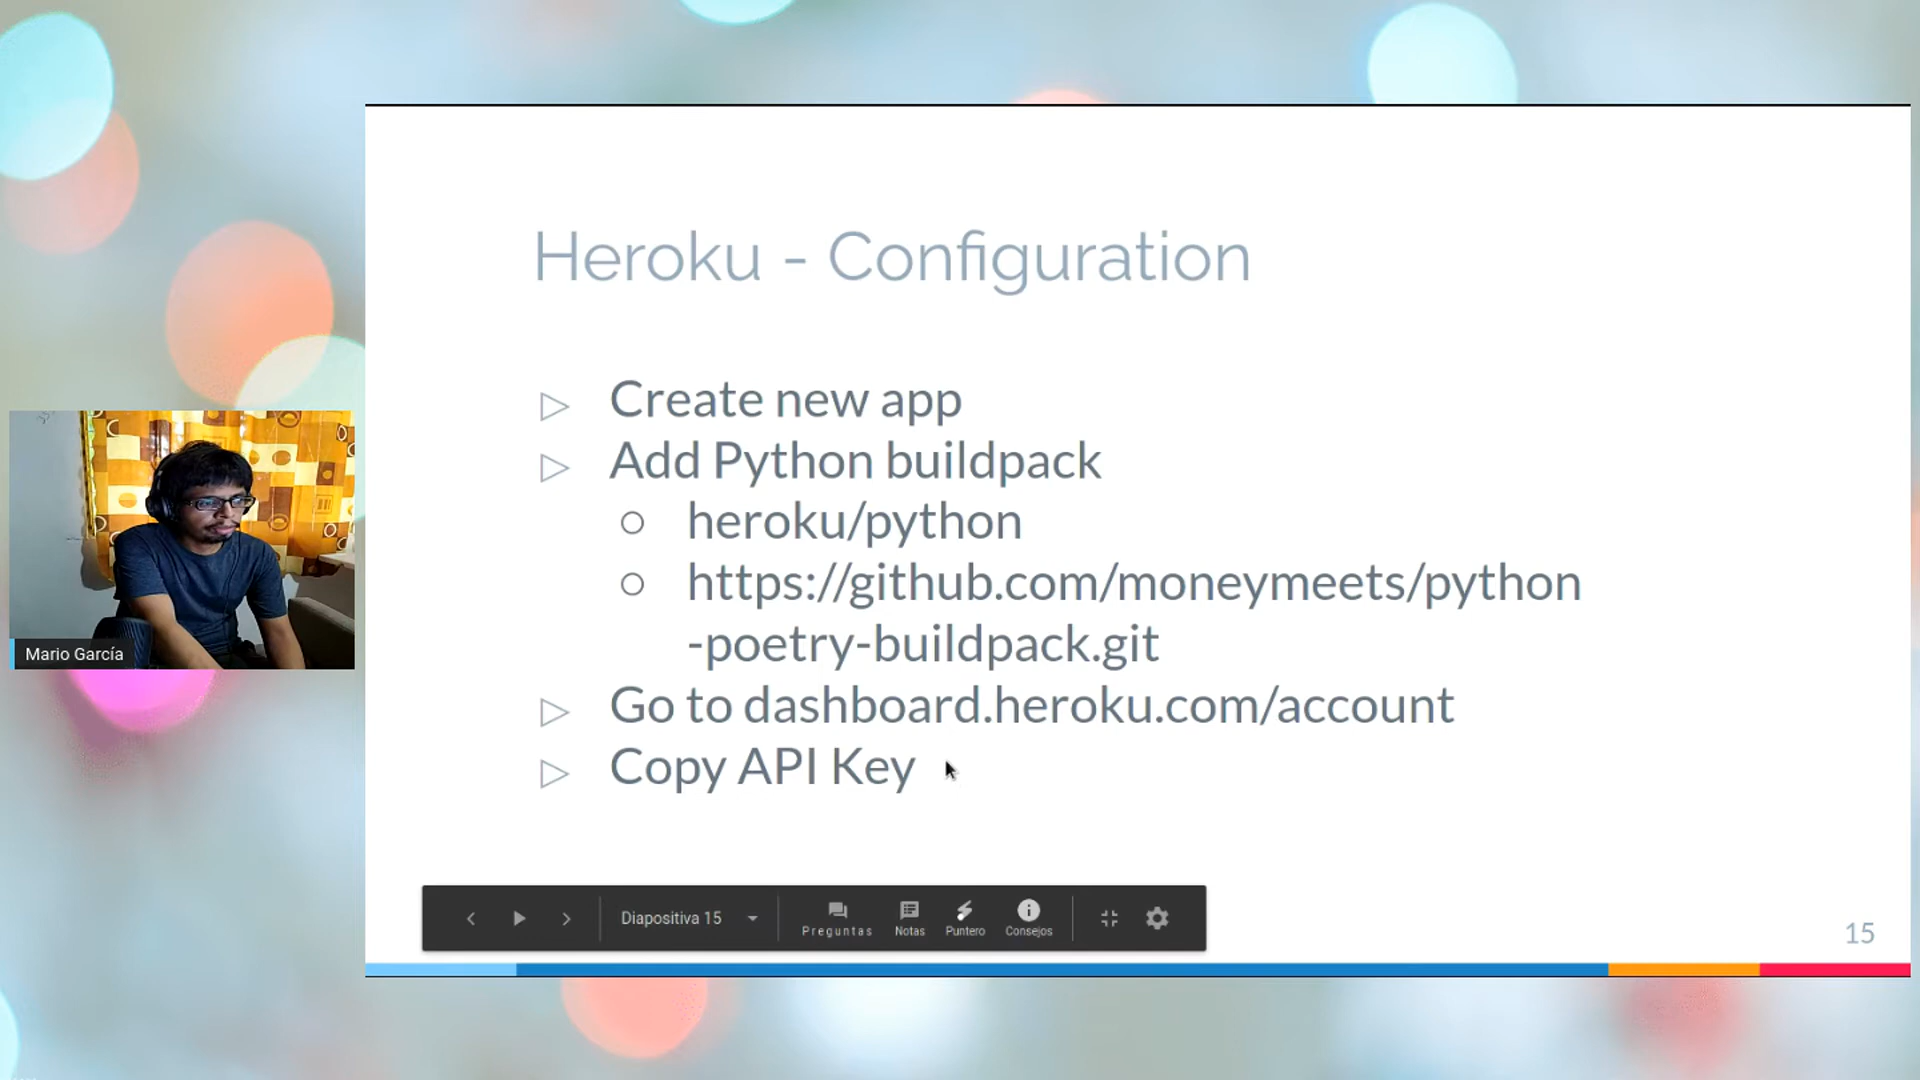 Heroku - Configuration
Create new app
Add Python buildpack
heroku/python
https://github.com/moneymeets/python
-poetry-buildpack.git
Go to dashboard.heroku.com/account
Copy API Key
Mario García
Diapositiva 15
Preguntas
Notas
Puntero
Consejos
15